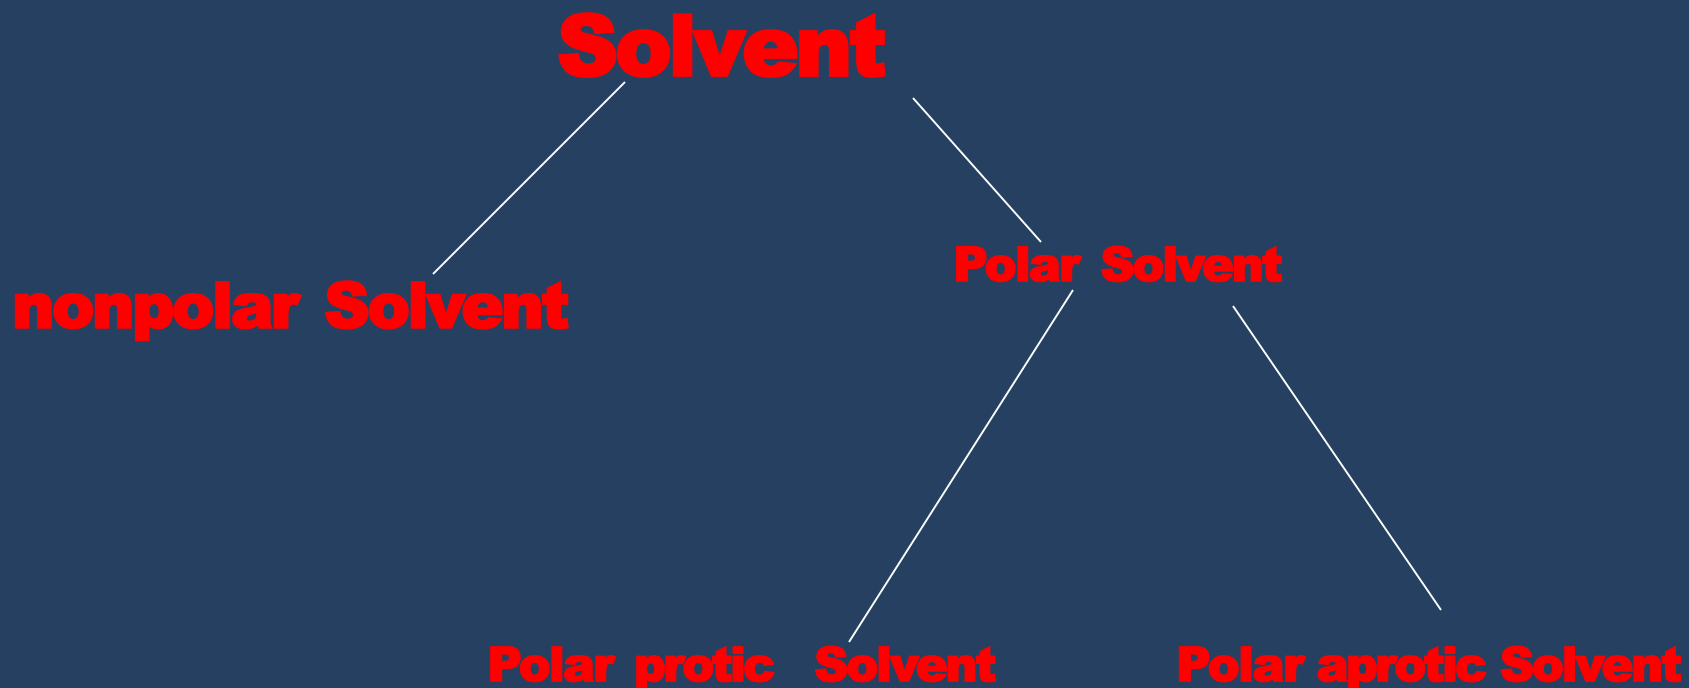 Solvent
Polar Solvent
nonpolar Solvent
Polar protic Solvent
Polar aprotic Solvent